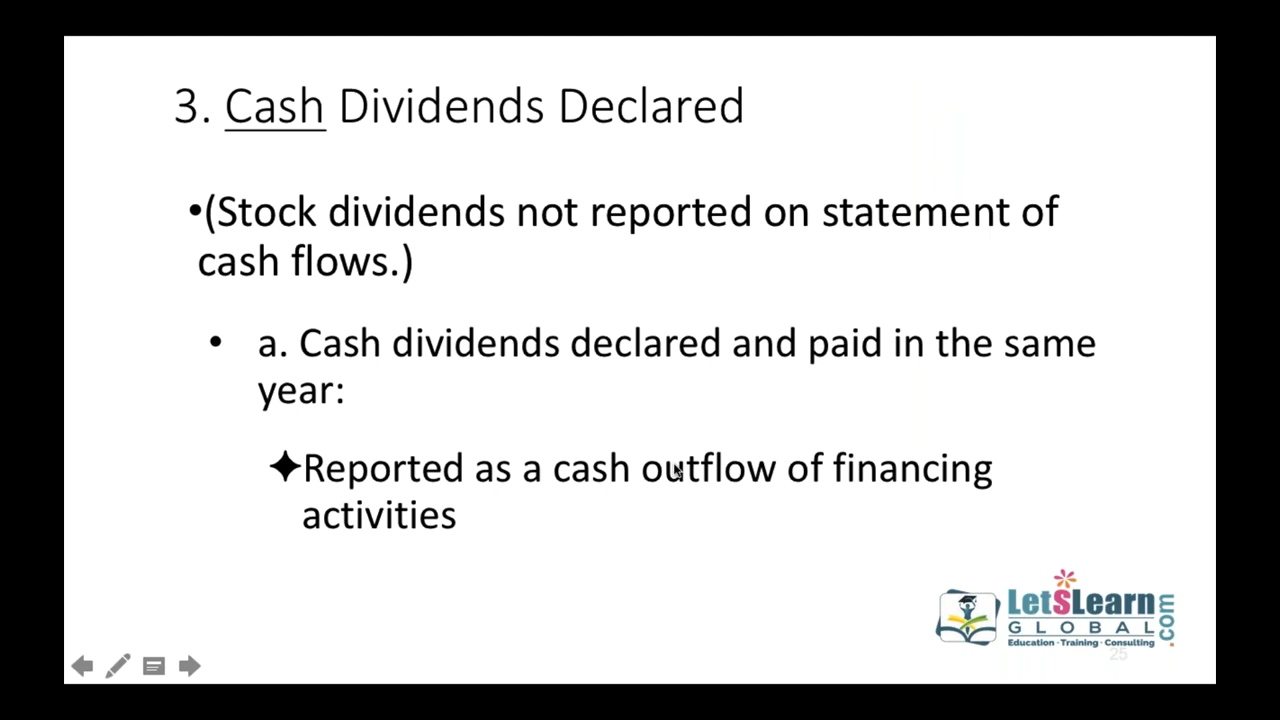 3. Cash Dividends Declared
•(Stock dividends not reported on statement of
cash flows.)
• a. Cash dividends declared and paid in the same
year:
✦Reported as a cash outflow of financing
activities
LetSLearn
.com
GLOBAL
Education · Training · Consulting
25